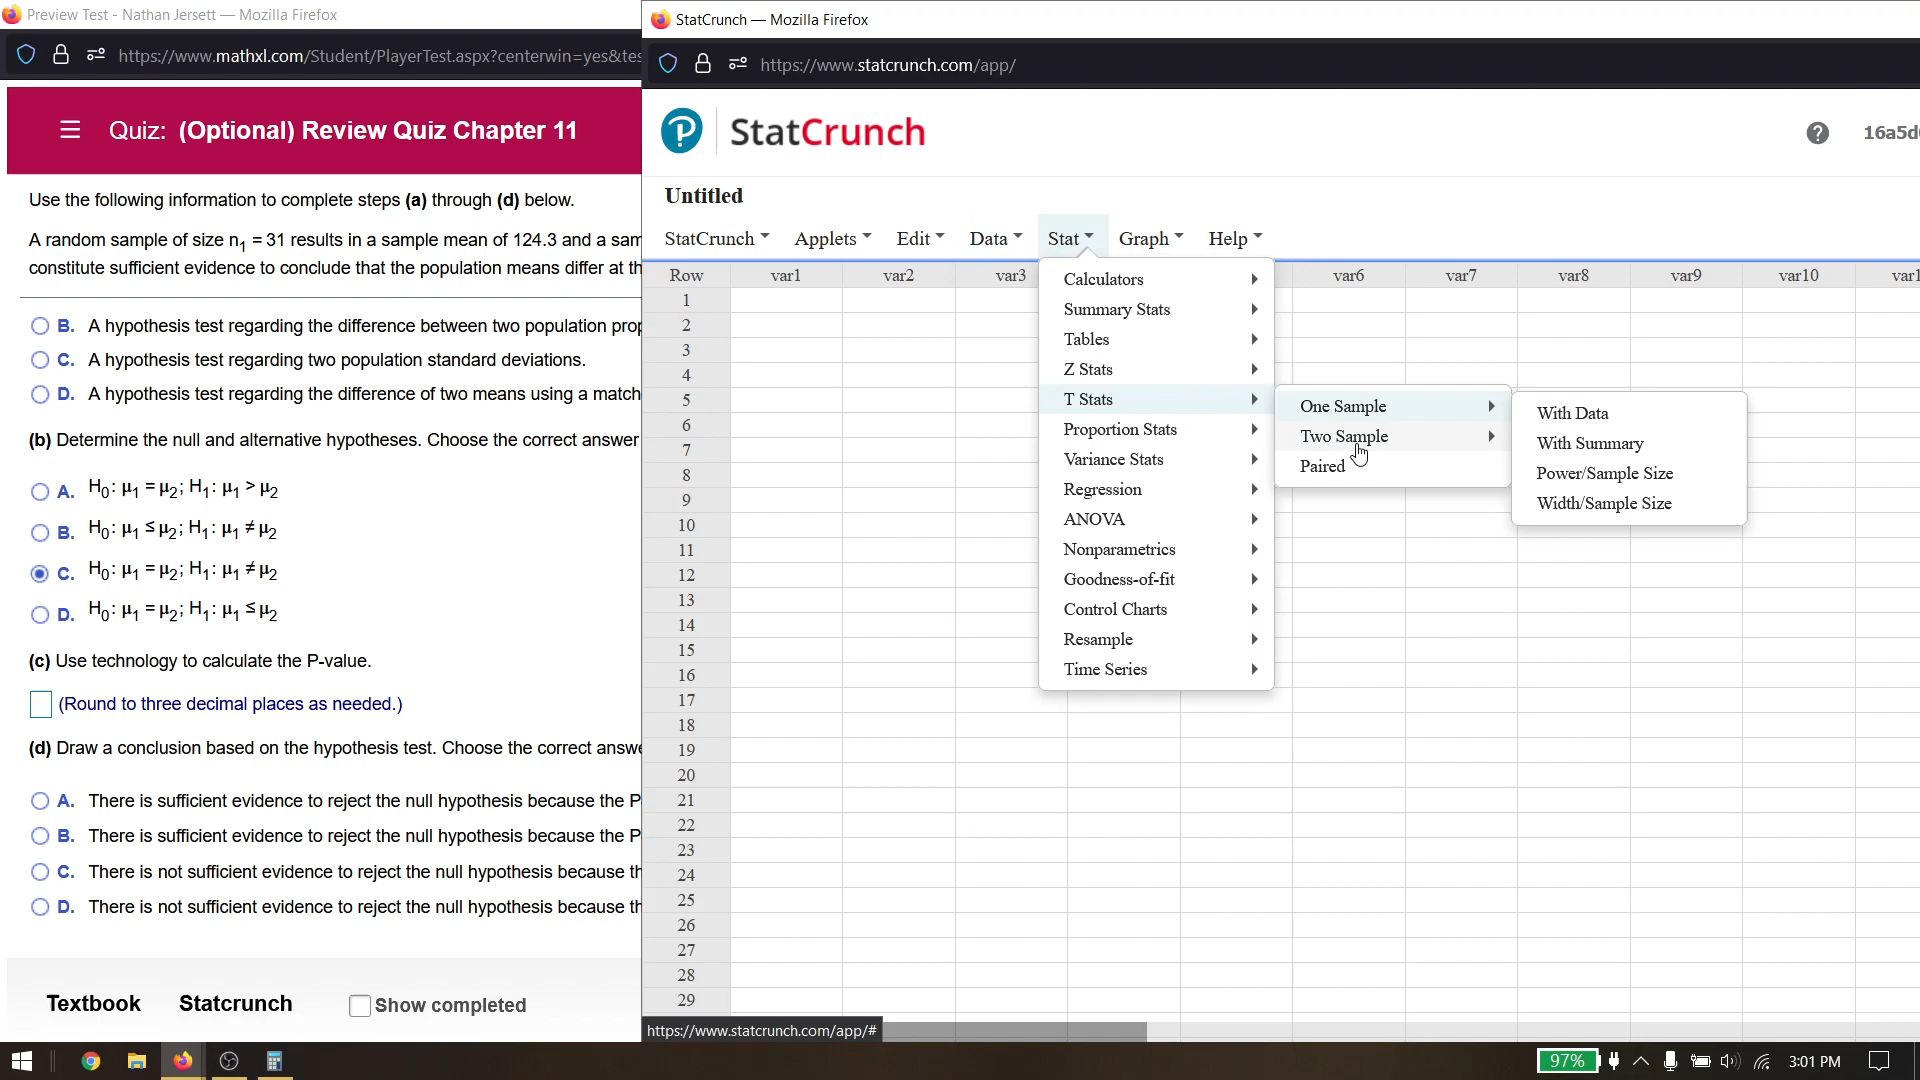 Preview Test - Nathan Jersett — Mozilla Firefox
https://www.mathxl.com/Student/PlayerTest.aspx?centerwin=yes&tes
Quiz: (Optional) Review Quiz Chapter 11
Use the following information to complete steps (a) through (d) below.
A random sample of size n1 = 31 results in a sample mean of 124.3 and a sam
constitute sufficient evidence to conclude that the population means differ at th
B. A hypothesis test regarding the difference between two population prop
C. A hypothesis test regarding two population standard deviations.
D. A hypothesis test regarding the difference of two means using a match
(b) Determine the null and alternative hypotheses. Choose the correct answer
A. H0: μ1 = μ2; H1: μ1 > μ2
B. H0: μ1 ≤ μ2; H1: μ1 ≠ μ2
C. H0: μ1 = μ2; H1: μ1 ≠ μ2
D. H0: μ1 = μ2; H1: μ1 ≤ μ2
(c) Use technology to calculate the P-value.
(Round to three decimal places as needed.)
(d) Draw a conclusion based on the hypothesis test. Choose the correct answe
A. There is sufficient evidence to reject the null hypothesis because the P
B. There is sufficient evidence to reject the null hypothesis because the P
C. There is not sufficient evidence to reject the null hypothesis because th
D. There is not sufficient evidence to reject the null hypothesis because th
Textbook Statcrunch Show completed
StatCrunch — Mozilla Firefox
https://www.statcrunch.com/app/
StatCrunch
16a5d
Untitled
StatCrunch Applets Edit Data Stat Graph Help
Row var1 var2 var3 var6 var7 var8 var9 var10 var1
1
2
3
4
5
6
7
8
9
10
11
12
13
14
15
16
17
18
19
20
21
22
23
24
25
26
27
28
29
Calculators
Summary Stats
Tables
Z Stats
T Stats
Proportion Stats
Variance Stats
Regression
ANOVA
Nonparametrics
Goodness-of-fit
Control Charts
Resample
Time Series
One Sample
Two Sample
Paired
With Data
With Summary
Power/Sample Size
Width/Sample Size
https://www.statcrunch.com/app/#
97%
3:01 PM